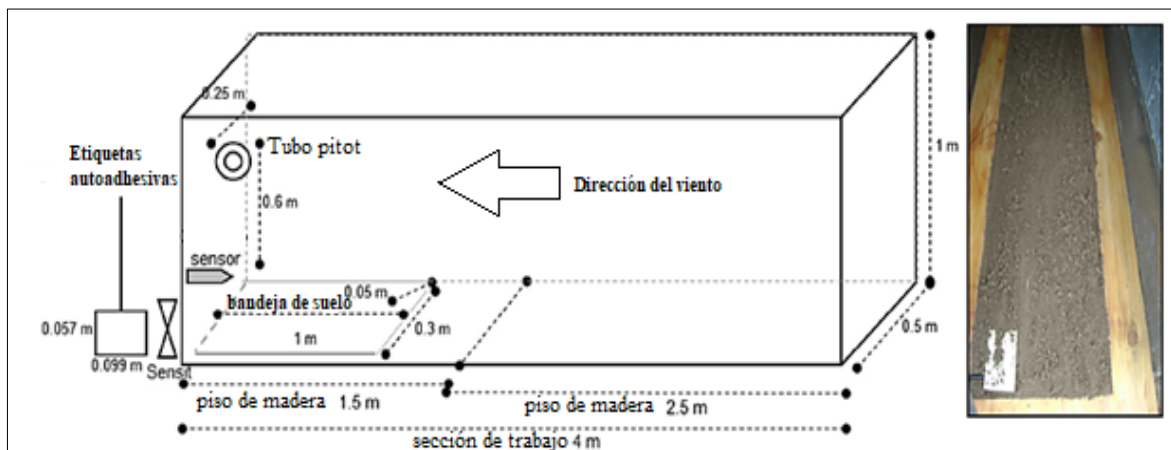 0.25 m
Tubo pitot
1 m
Etiquetas
autoadhesivas
Dirección del viento
0.6 m
sensor
0.05 m
bandeja de suelo
0.057 m
0.3 m
0.5 m
1 m
0.099 m
Sensit
piso de madera 1.5 m
piso de madera 2.5 m
sección de trabajo 4 m